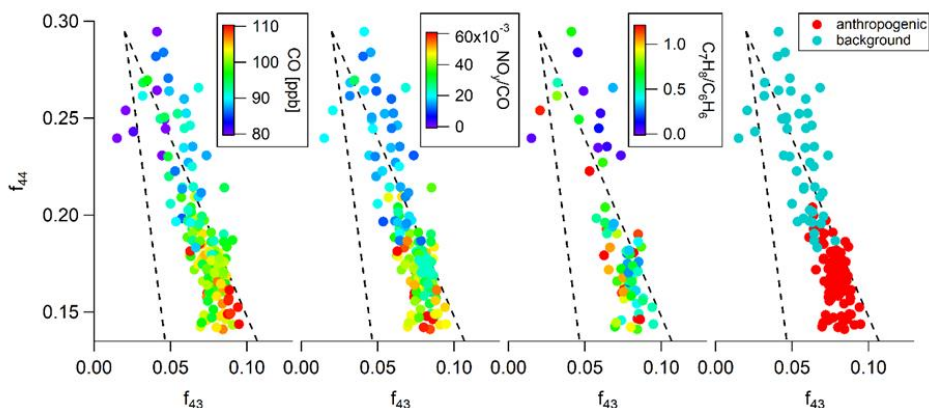 0.30
0.25
0.20
0.15
f44
110
100
90
80
CO [ppb]
60x10-3
40
20
0
NOy/CO
1.0
0.5
0.0
C7H8/C6H6
anthropogenic
background
0.00 0.05 0.10 0.00 0.05 0.10 0.00 0.05 0.10 0.00 0.05 0.10
f43 f43 f43 f43